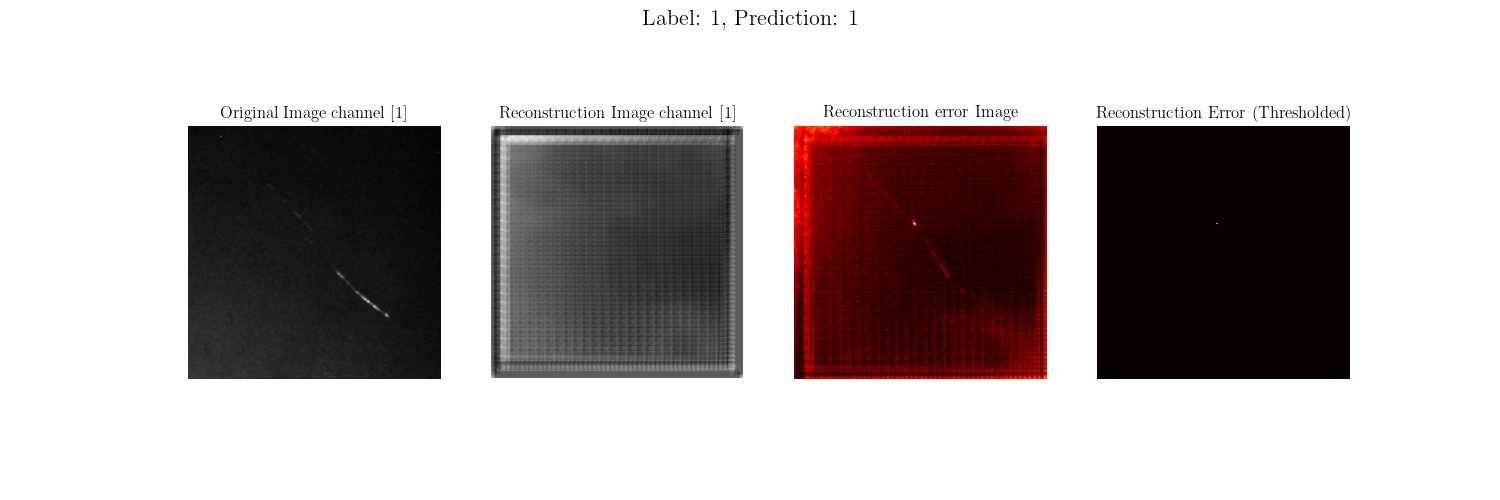 Label: 1, Prediction: 1
Original Image channel [1]
Reconstruction Image channel [1]
Reconstruction error Image
Reconstruction Error (Thresholded)